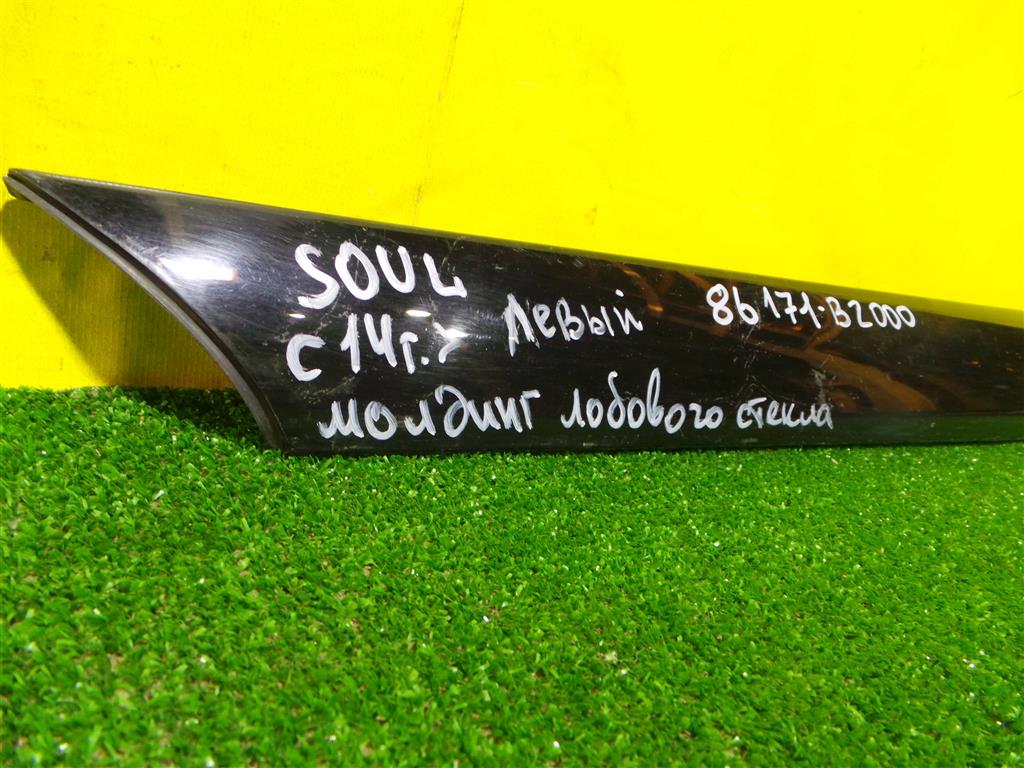 SOUL
с 14г.> левый 86171-B2000
молдинг лобового стекла